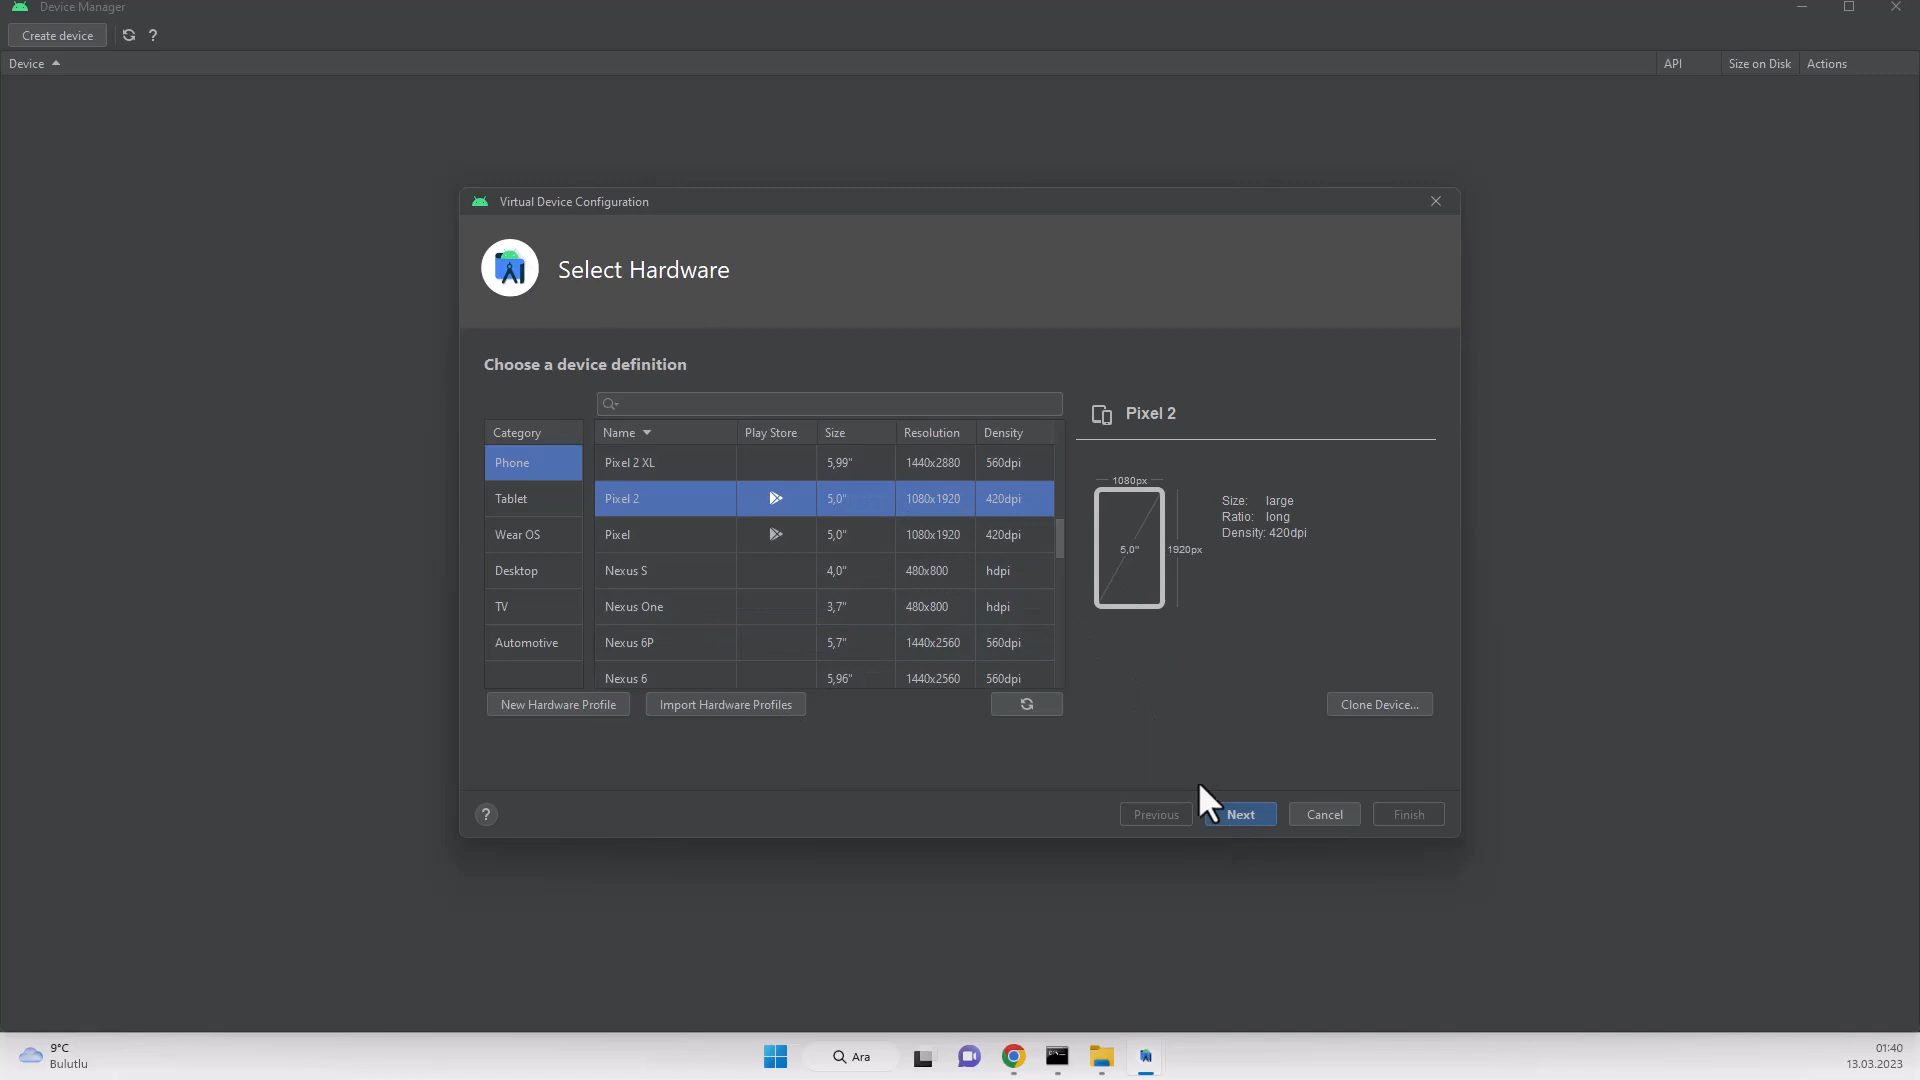 Device Manager
Create device
?
Device
API
Size on Disk
Actions
Virtual Device Configuration
Select Hardware
Choose a device definition
Category
Phone
Tablet
Wear OS
Desktop
TV
Automotive
Name Play Store Size Resolution Density
Pixel 2 XL 5,99" 1440x2880 560dpi
Pixel 2 5,0" 1080x1920 420dpi
Pixel 5,0" 1080x1920 420dpi
Nexus S 4,0" 480x800 hdpi
Nexus One 3,7" 480x800 hdpi
Nexus 6P 5,7" 1440x2560 560dpi
Nexus 6 5,96" 1440x2560 560dpi
Pixel 2
1080px
5,0"
1920px
Size: large
Ratio: long
Density: 420dpi
New Hardware Profile
Import Hardware Profiles
Clone Device...
?
Previous
Next
Cancel
Finish
9°C
Bulutlu
Ara
01:40
13.03.2023